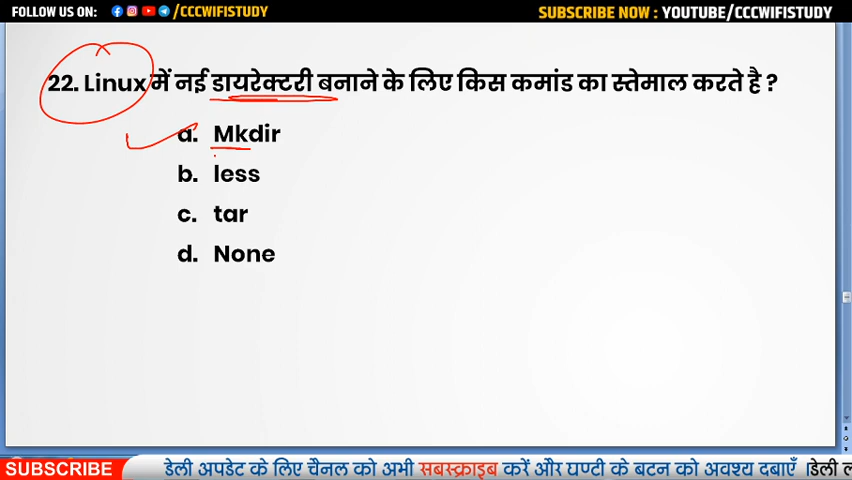 FOLLOW US ON: /CCCWIFISTUDY SUBSCRIBE NOW : YOUTUBE/CCCWIFISTUDY
22. Linux में नई डायरेक्टरी बनाने के लिए किस कमांड का स्तेमाल करते है ?
a. Mkdir
b. less
c. tar
d. None
SUBSCRIBE डेली अपडेट के लिए चैनल को अभी सबस्क्राइब करें और घण्टी के बटन को अवश्य दबाएँ ।डेली